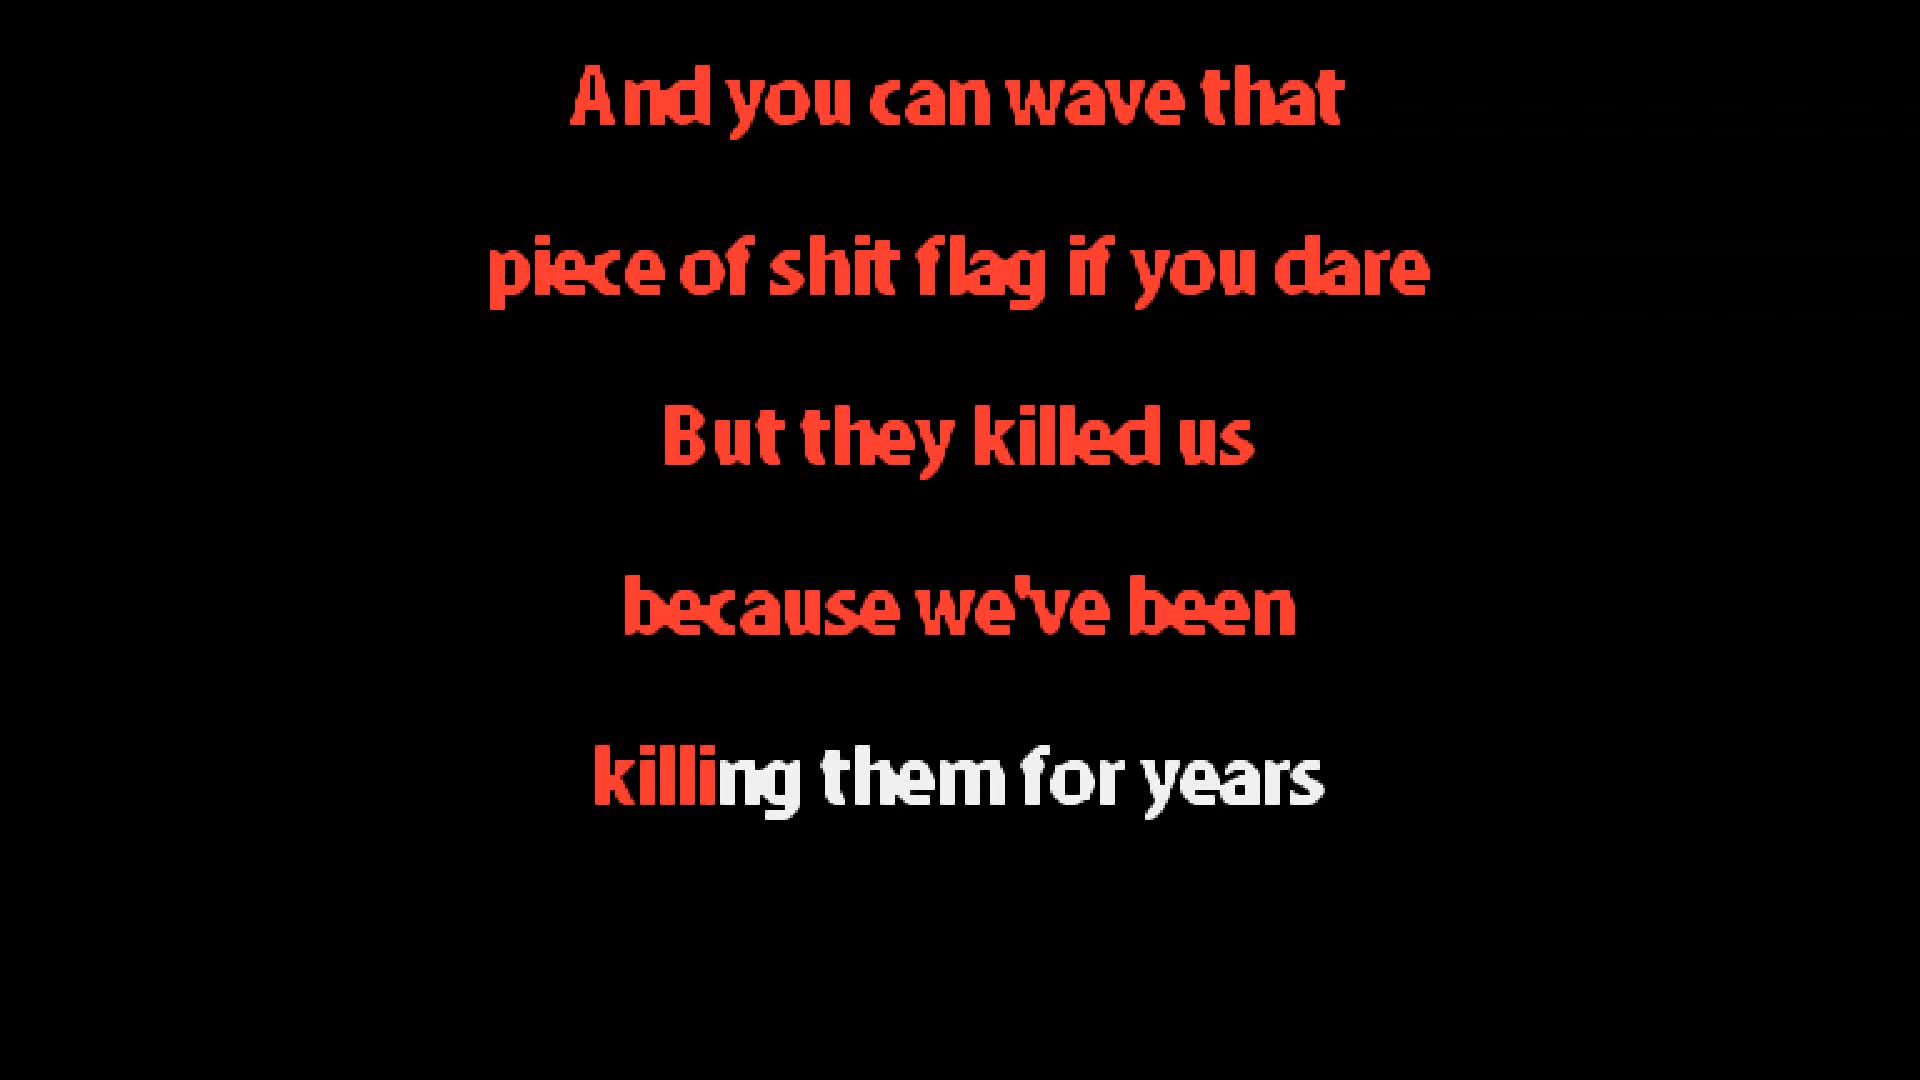 And you can wave that
piece of shit flag if you dare
But they killed us
because we've been
killing them for years